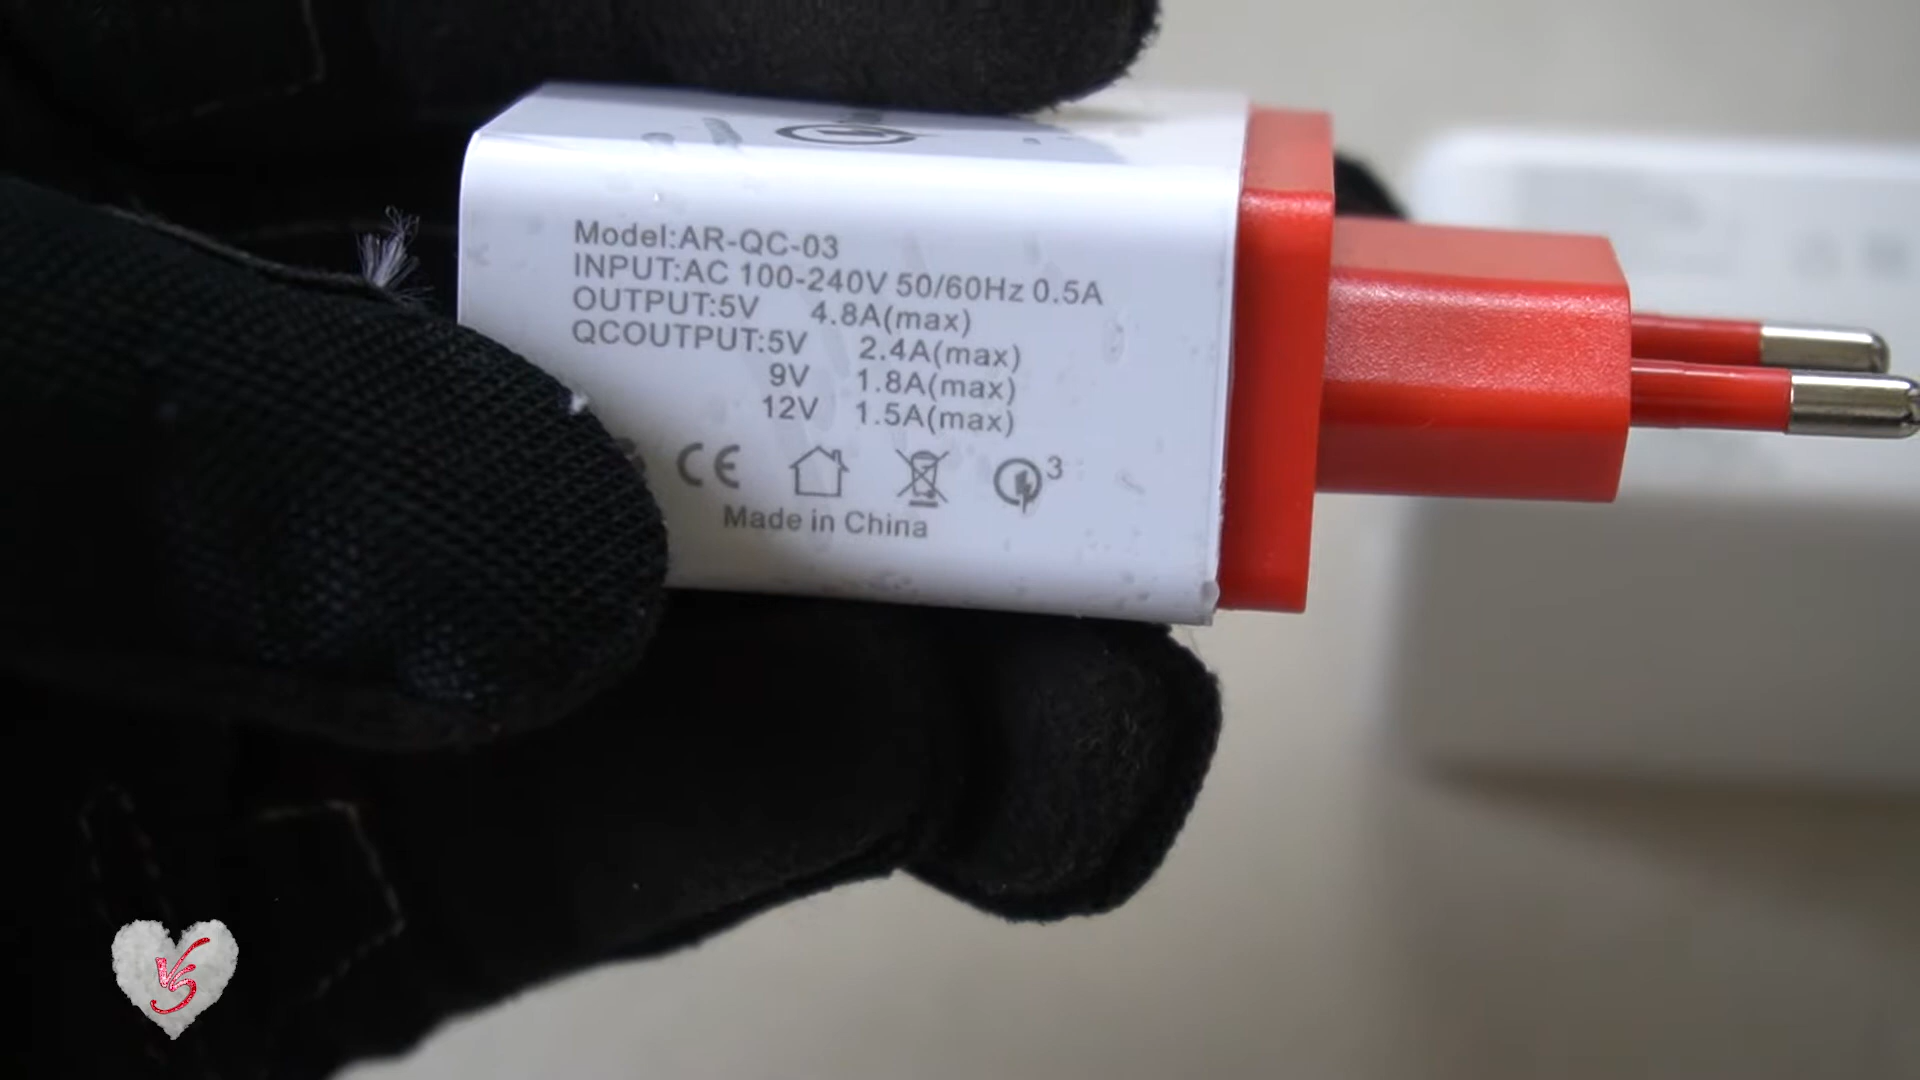 Model:AR-QC-03
INPUT:AC 100-240V 50/60Hz 0.5A
OUTPUT:5V 4.8A(max)
QCOUTPUT:5V 2.4A(max)
9V 1.8A(max)
12V 1.5A(max)
CE
3
Made in China